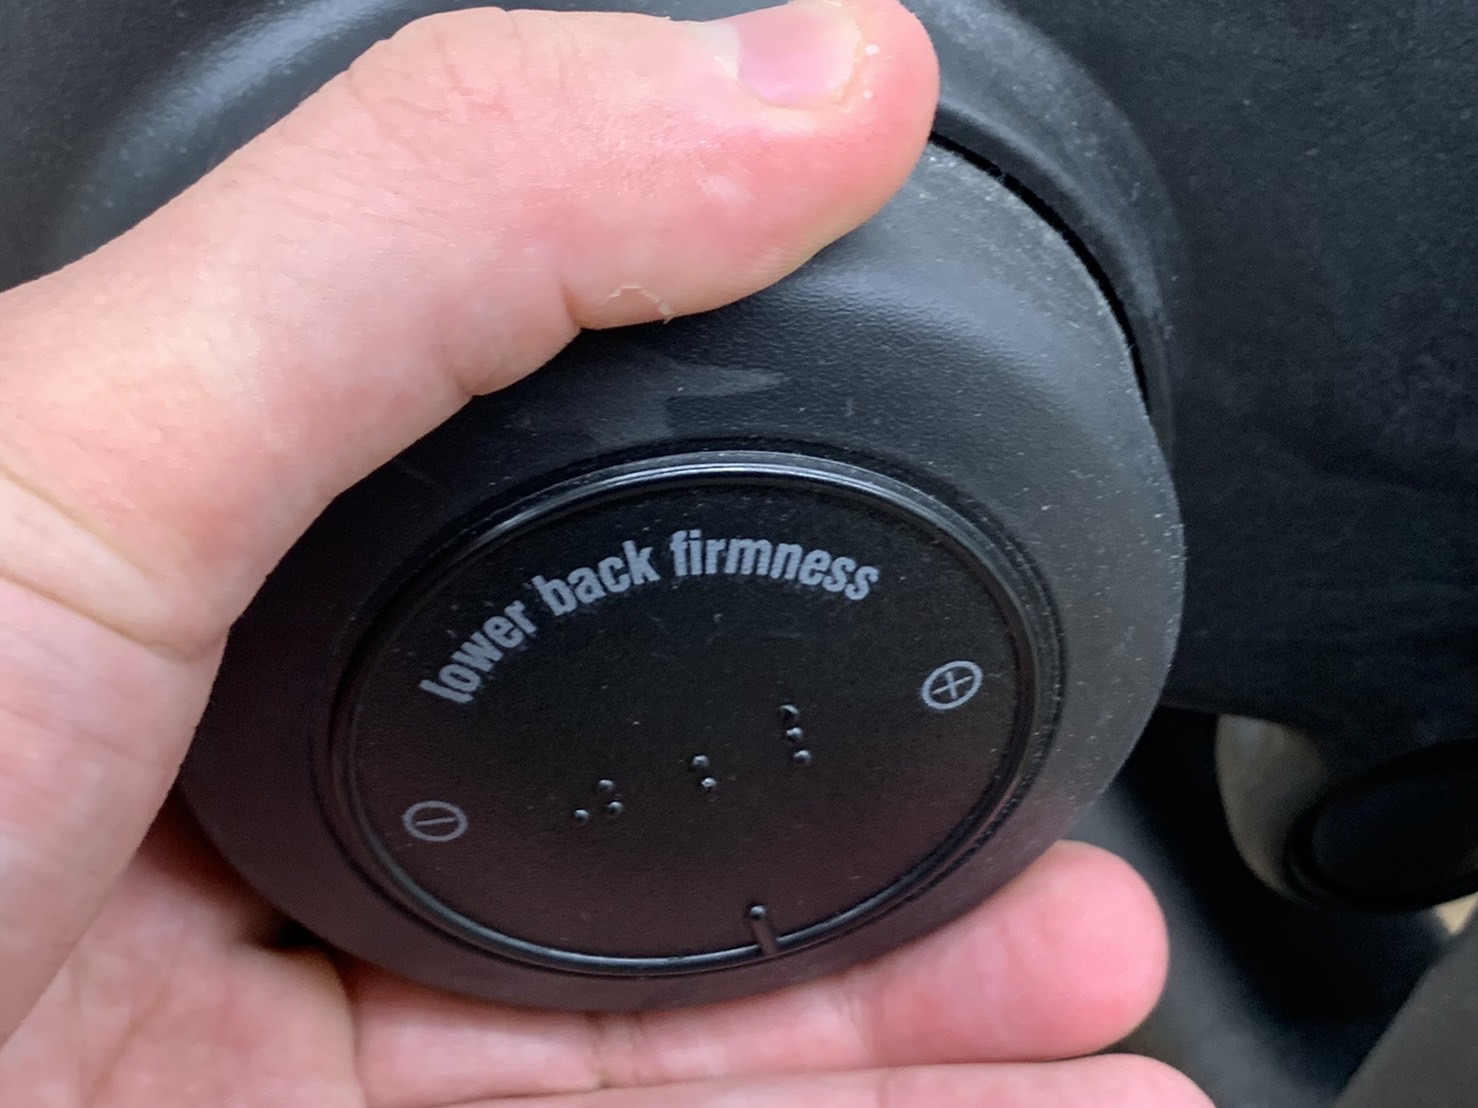 lower back firmness
⊖ ⊕
⠇⠃⠋